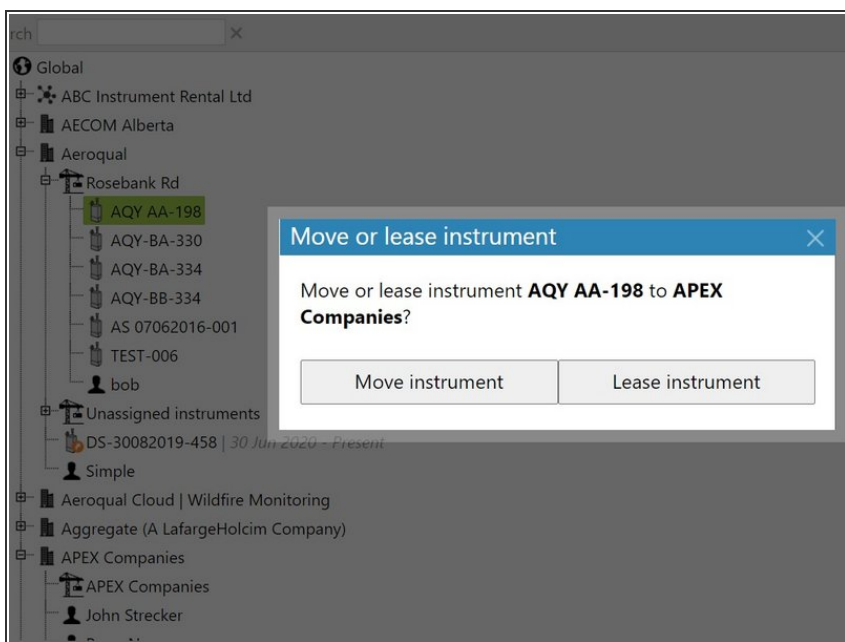 rch
Global
ABC Instrument Rental Ltd
AECOM Alberta
Aeroqual
Rosebank Rd
AQY AA-198
AQY-BA-330
AQY-BA-334
AQY-BB-334
AS 07062016-001
TEST-006
bob
Unassigned instruments
DS-30082019-458 | 30 Jun 2020 - Present
Simple
Aeroqual Cloud | Wildfire Monitoring
Aggregate (A LafargeHolcim Company)
APEX Companies
APEX Companies
John Strecker
Move or lease instrument
Move or lease instrument AQY AA-198 to APEX
Companies?
Move instrument
Lease instrument